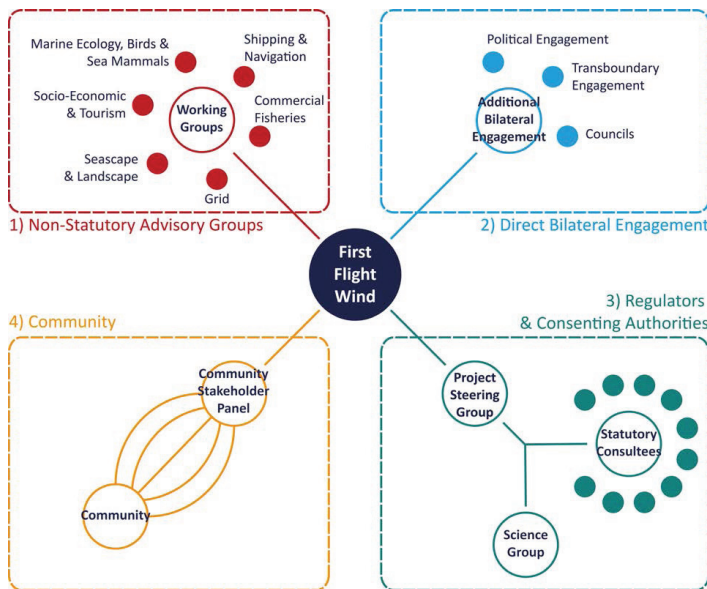 Marine Ecology, Birds &
Sea Mammals
Shipping &
Navigation
Socio-Economic
& Tourism
Working
Groups
Commercial
Fisheries
Seascape
& Landscape
Grid
1) Non-Statutory Advisory Groups
Political Engagement
Transboundary
Engagement
Additional
Bilateral
Engagement
Councils
2) Direct Bilateral Engagement
First
Flight
Wind
4) Community
Community
Stakeholder
Panel
Community
3) Regulators
& Consenting Authorities
Project
Steering
Group
Statutory
Consultees
Science
Group